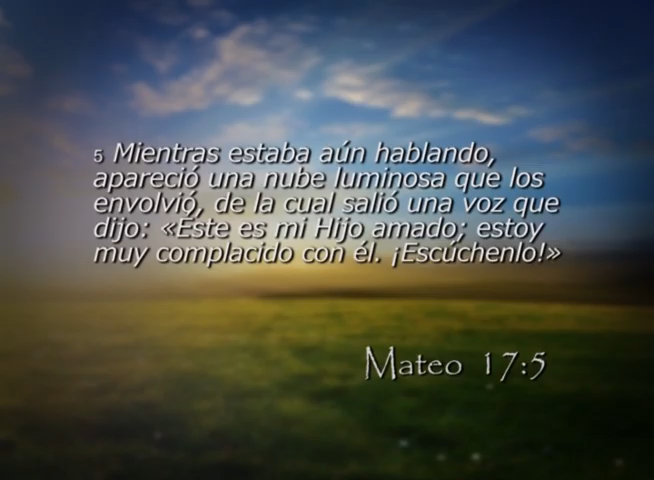 5 Mientras estaba aún hablando,
apareció una nube luminosa que los
envolvió, de la cual salió una voz que
dijo: «Éste es mi Hijo amado; estoy
muy complacido con él. ¡Escúchenlo!»
Mateo 17:5